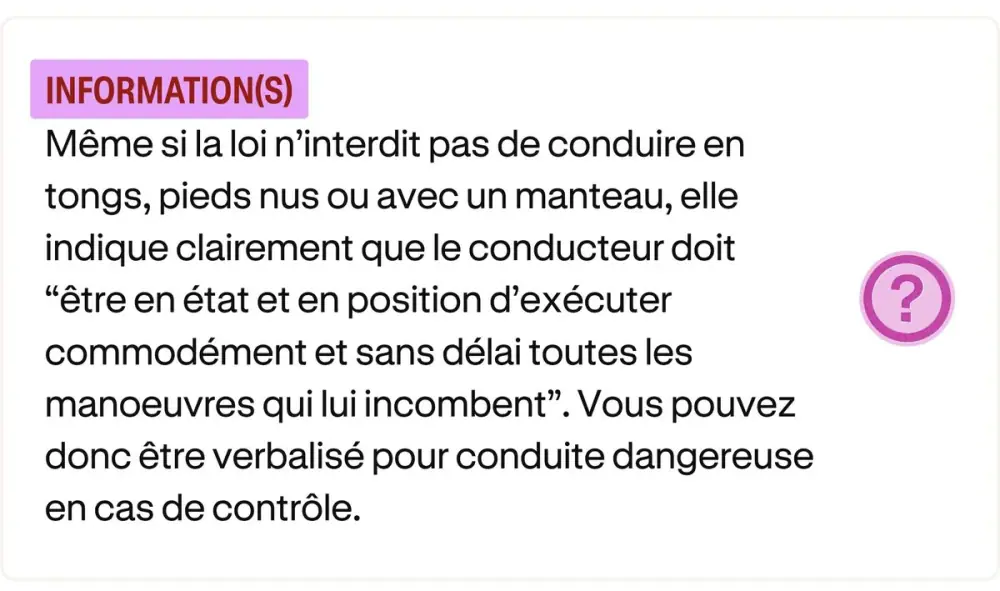 INFORMATION(S)
Même si la loi n’interdit pas de conduire en
tongs, pieds nus ou avec un manteau, elle
indique clairement que le conducteur doit
“être en état et en position d’exécuter
commodément et sans délai toutes les
manoeuvres qui lui incombent”. Vous pouvez
donc être verbalisé pour conduite dangereuse
en cas de contrôle.
?